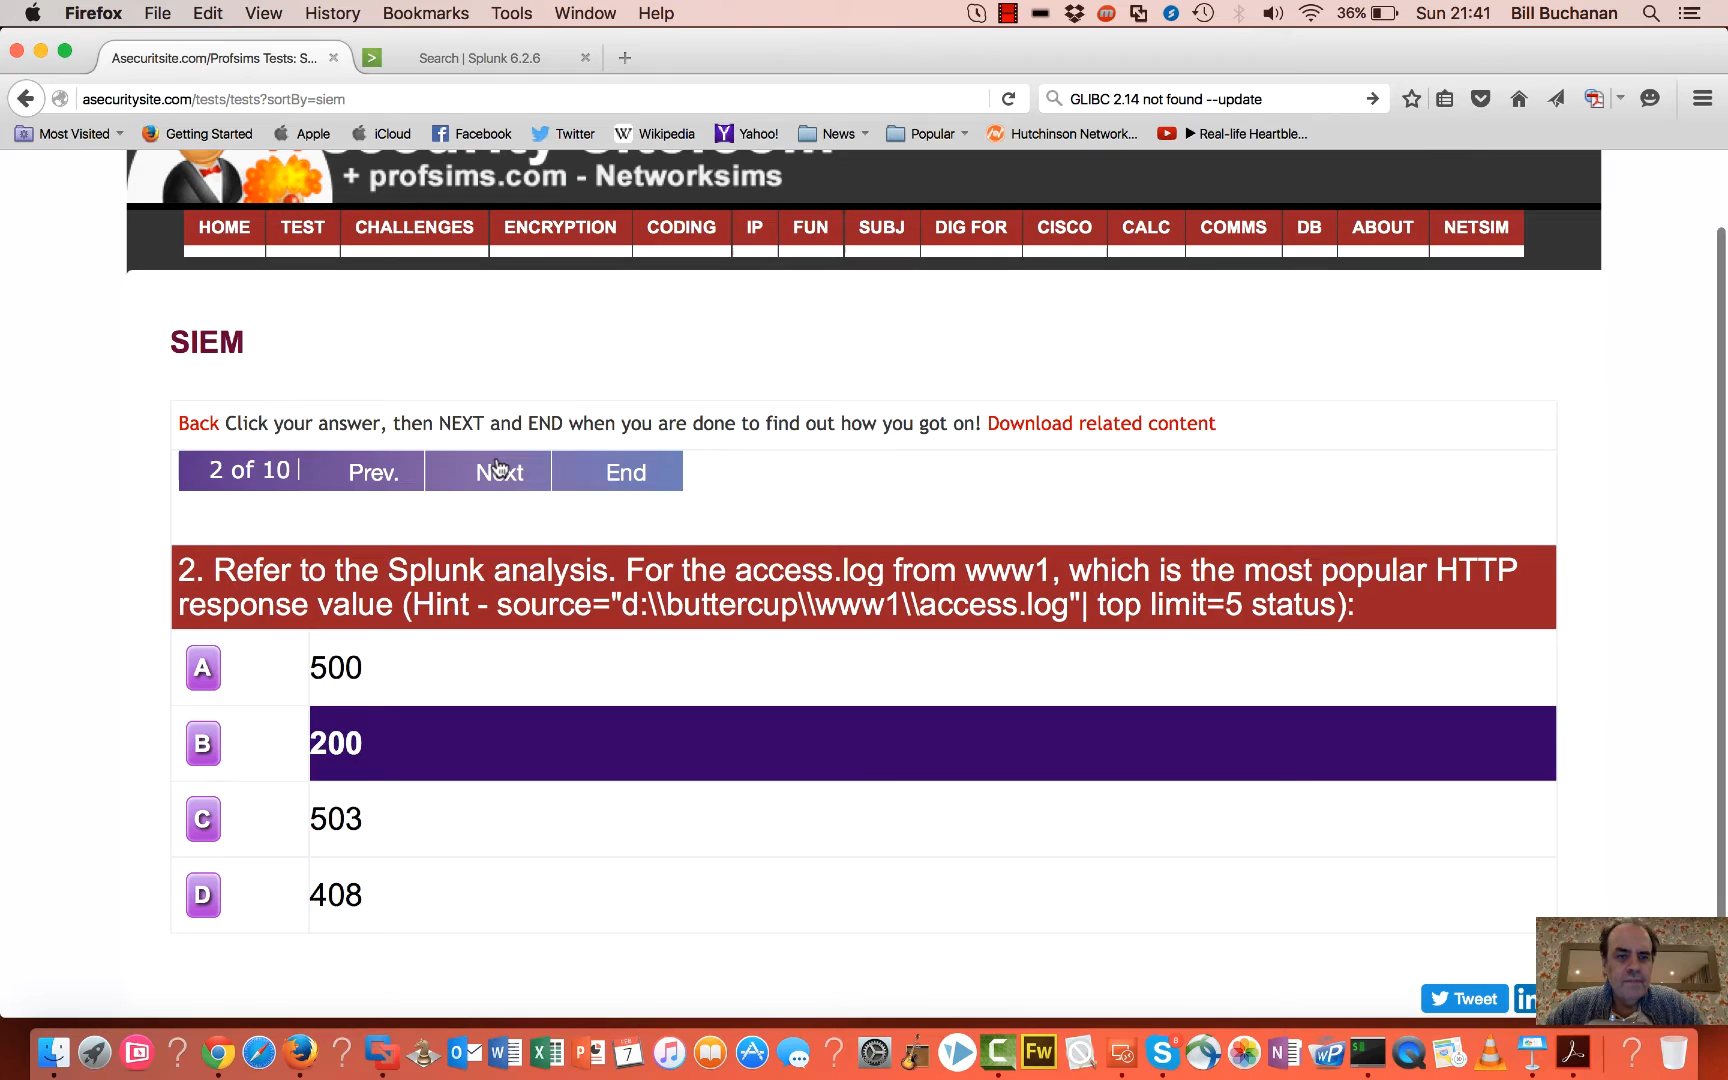 Firefox File Edit View History Bookmarks Tools Window Help 36% Sun 21:41 Bill Buchanan
Asecuritsite.com/Profsims Tests: S... Search | Splunk 6.2.6
asecuritysite.com/tests/tests?sortBy=siem GLIBC 2.14 not found --update
Most Visited Getting Started Apple iCloud Facebook Twitter Wikipedia Yahoo! News Popular Hutchinson Network... ▶ Real-life Heartble...
+ profsims.com - Networksims
HOME TEST CHALLENGES ENCRYPTION CODING IP FUN SUBJ DIG FOR CISCO CALC COMMS DB ABOUT NETSIM
SIEM
Back Click your answer, then NEXT and END when you are done to find out how you got on! Download related content
2 of 10 | Prev. Next End
2. Refer to the Splunk analysis. For the access.log from www1, which is the most popular HTTP
response value (Hint - source="d:\\buttercup\\www1\\access.log"| top limit=5 status):
A 500
B 200
C 503
D 408
Tweet in